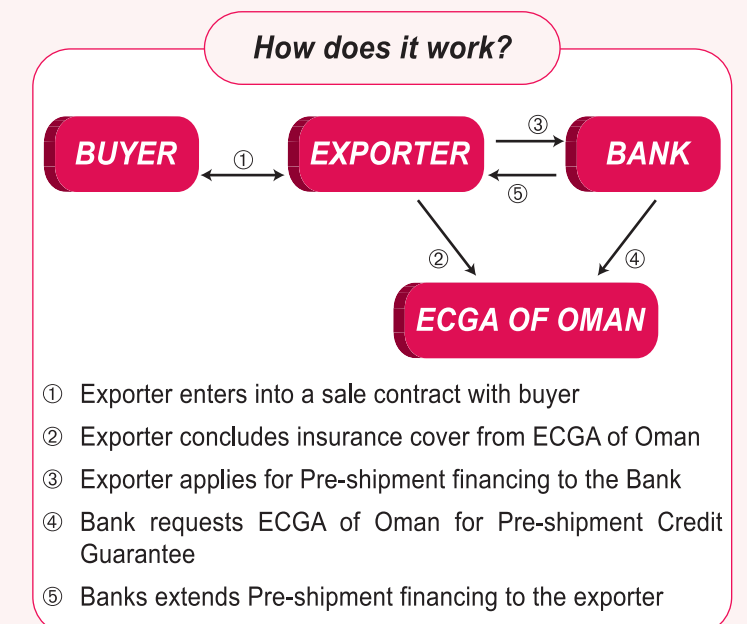 How does it work?
③
BUYER
①
EXPORTER
BANK
⑤
②
④
ECGA OF OMAN
① Exporter enters into a sale contract with buyer
② Exporter concludes insurance cover from ECGA of Oman
③ Exporter applies for Pre-shipment financing to the Bank
④ Bank requests ECGA of Oman for Pre-shipment Credit
Guarantee
⑤ Banks extends Pre-shipment financing to the exporter